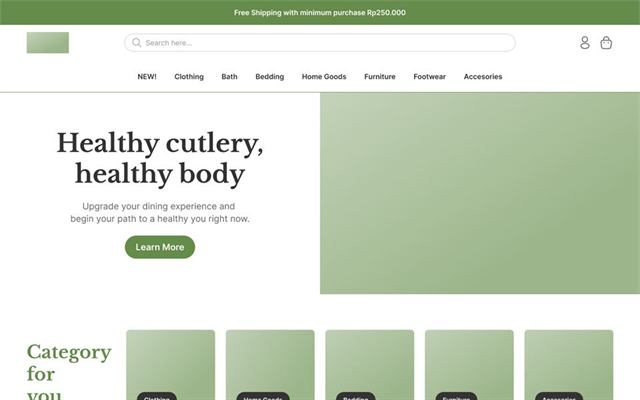 Free Shipping with minimum purchase Rp250.000
Search here...
NEW! Clothing Bath Bedding Home Goods Furniture Footwear Accesories
Healthy cutlery,
healthy body
Upgrade your dining experience and
begin your path to a healthy you right now.
Learn More
Category
for
you
Clothing Home Goods Bedding Furniture Accesories